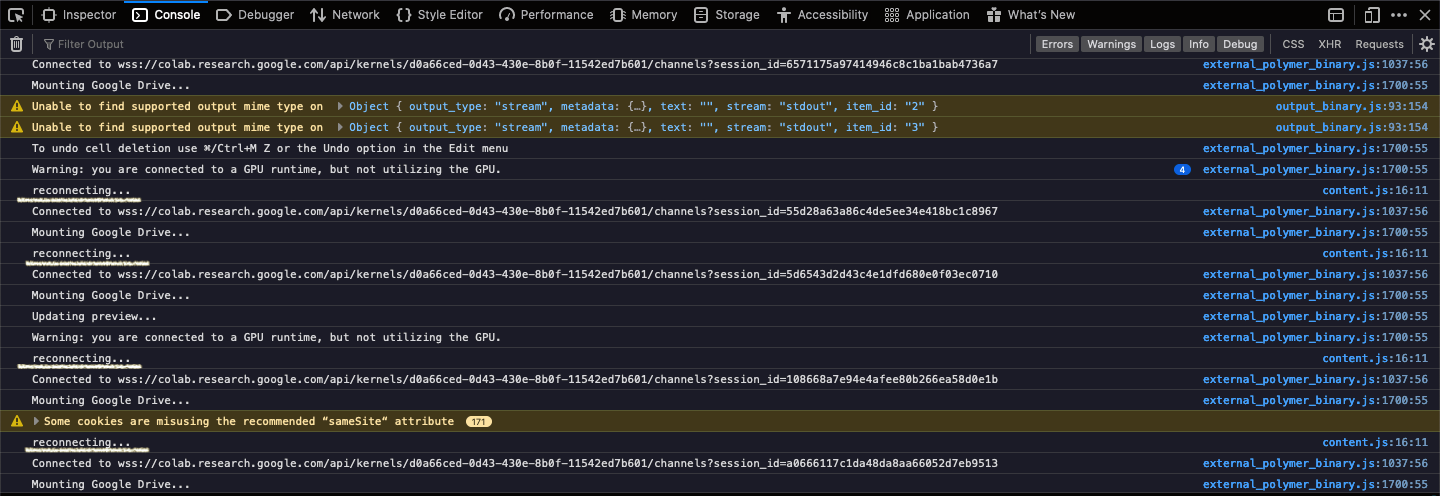 Inspector Console Debugger Network Style Editor Performance Memory Storage Accessibility Application What's New
Filter Output Errors Warnings Logs Info Debug CSS XHR Requests
Connected to wss://colab.research.google.com/api/kernels/d0a66ced-0d43-430e-8b0f-11542ed7b601/channels?session_id=6571175a97414946c8c1ba1bab4736a7 external_polymer_binary.js:1037:56
Mounting Google Drive... external_polymer_binary.js:1700:55
Unable to find supported output mime type on Object { output_type: "stream", metadata: {…}, text: "", stream: "stdout", item_id: "2" } output_binary.js:93:154
Unable to find supported output mime type on Object { output_type: "stream", metadata: {…}, text: "", stream: "stdout", item_id: "3" } output_binary.js:93:154
To undo cell deletion use ⌘/Ctrl+M Z or the Undo option in the Edit menu external_polymer_binary.js:1700:55
Warning: you are connected to a GPU runtime, but not utilizing the GPU. 4 external_polymer_binary.js:1700:55
reconnecting... content.js:16:11
Connected to wss://colab.research.google.com/api/kernels/d0a66ced-0d43-430e-8b0f-11542ed7b601/channels?session_id=55d28a63a86c4de5ee34e418bc1c8967 external_polymer_binary.js:1037:56
Mounting Google Drive... external_polymer_binary.js:1700:55
reconnecting... content.js:16:11
Connected to wss://colab.research.google.com/api/kernels/d0a66ced-0d43-430e-8b0f-11542ed7b601/channels?session_id=5d6543d2d43c4e1dfd680e0f03ec0710 external_polymer_binary.js:1037:56
Mounting Google Drive... external_polymer_binary.js:1700:55
Updating preview... external_polymer_binary.js:1700:55
Warning: you are connected to a GPU runtime, but not utilizing the GPU. external_polymer_binary.js:1700:55
reconnecting... content.js:16:11
Connected to wss://colab.research.google.com/api/kernels/d0a66ced-0d43-430e-8b0f-11542ed7b601/channels?session_id=108668a7e94e4afee80b266ea58d0e1b external_polymer_binary.js:1037:56
Mounting Google Drive... external_polymer_binary.js:1700:55
Some cookies are misusing the recommended “sameSite“ attribute 171
reconnecting... content.js:16:11
Connected to wss://colab.research.google.com/api/kernels/d0a66ced-0d43-430e-8b0f-11542ed7b601/channels?session_id=a0666117c1da48da8aa66052d7eb9513 external_polymer_binary.js:1037:56
Mounting Google Drive... external_polymer_binary.js:1700:55